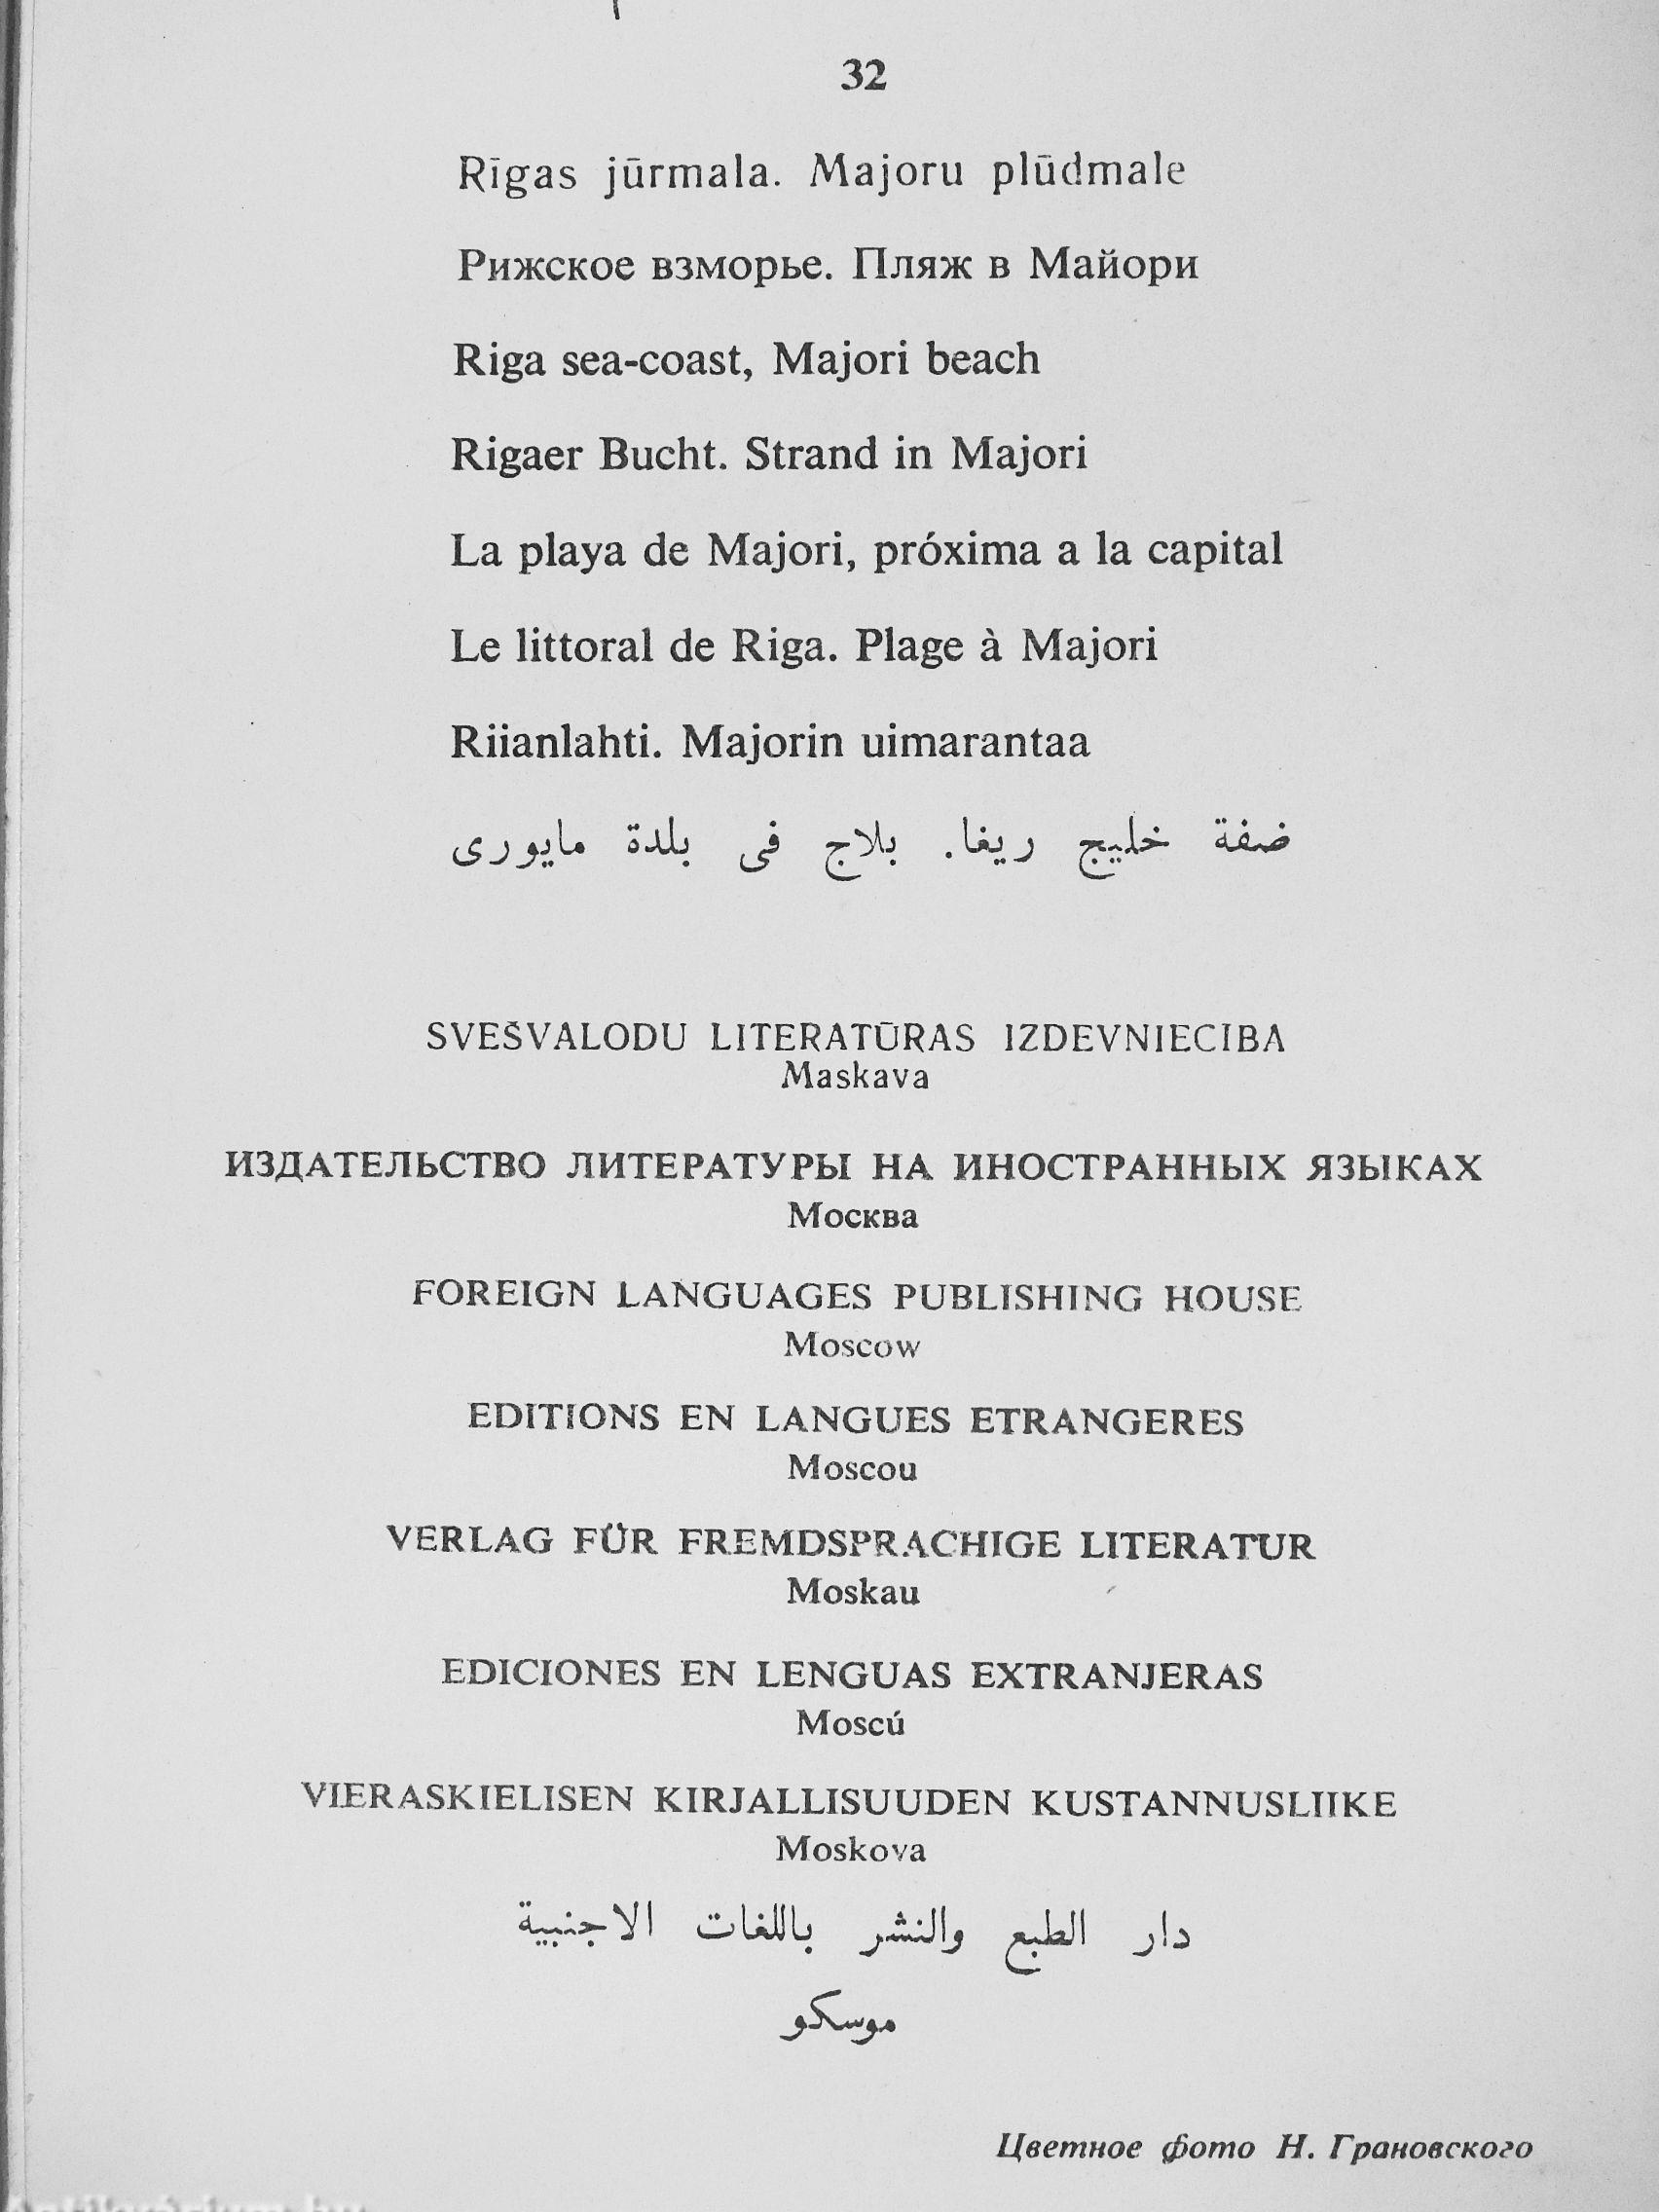 32
Rīgas jūrmala. Majoru plūdmale
Рижское взморье. Пляж в Майори
Riga sea-coast, Majori beach
Rigaer Bucht. Strand in Majori
La playa de Majori, próxima a la capital
Le littoral de Riga. Plage à Majori
Riianlahti. Majorin uimarantaa
ضفة خليج ريغا. بلاج فى بلدة مايورى
SVEŠVALODU LITERATŪRAS IZDEVNIECIBA
Maskava
ИЗДАТЕЛЬСТВО ЛИТЕРАТУРЫ НА ИНОСТРАННЫХ ЯЗЫКАХ
Москва
FOREIGN LANGUAGES PUBLISHING HOUSE
Moscow
EDITIONS EN LANGUES ETRANGERES
Moscou
VERLAG FÜR FREMDSPRACHIGE LITERATUR
Moskau
EDICIONES EN LENGUAS EXTRANJERAS
Moscú
VIERASKIELISEN KIRJALLISUUDEN KUSTANNUSLIIKE
Moskova
دار الطبع والنشر باللغات الاجنبية
موسكو
Цветное фото Н. Грановского